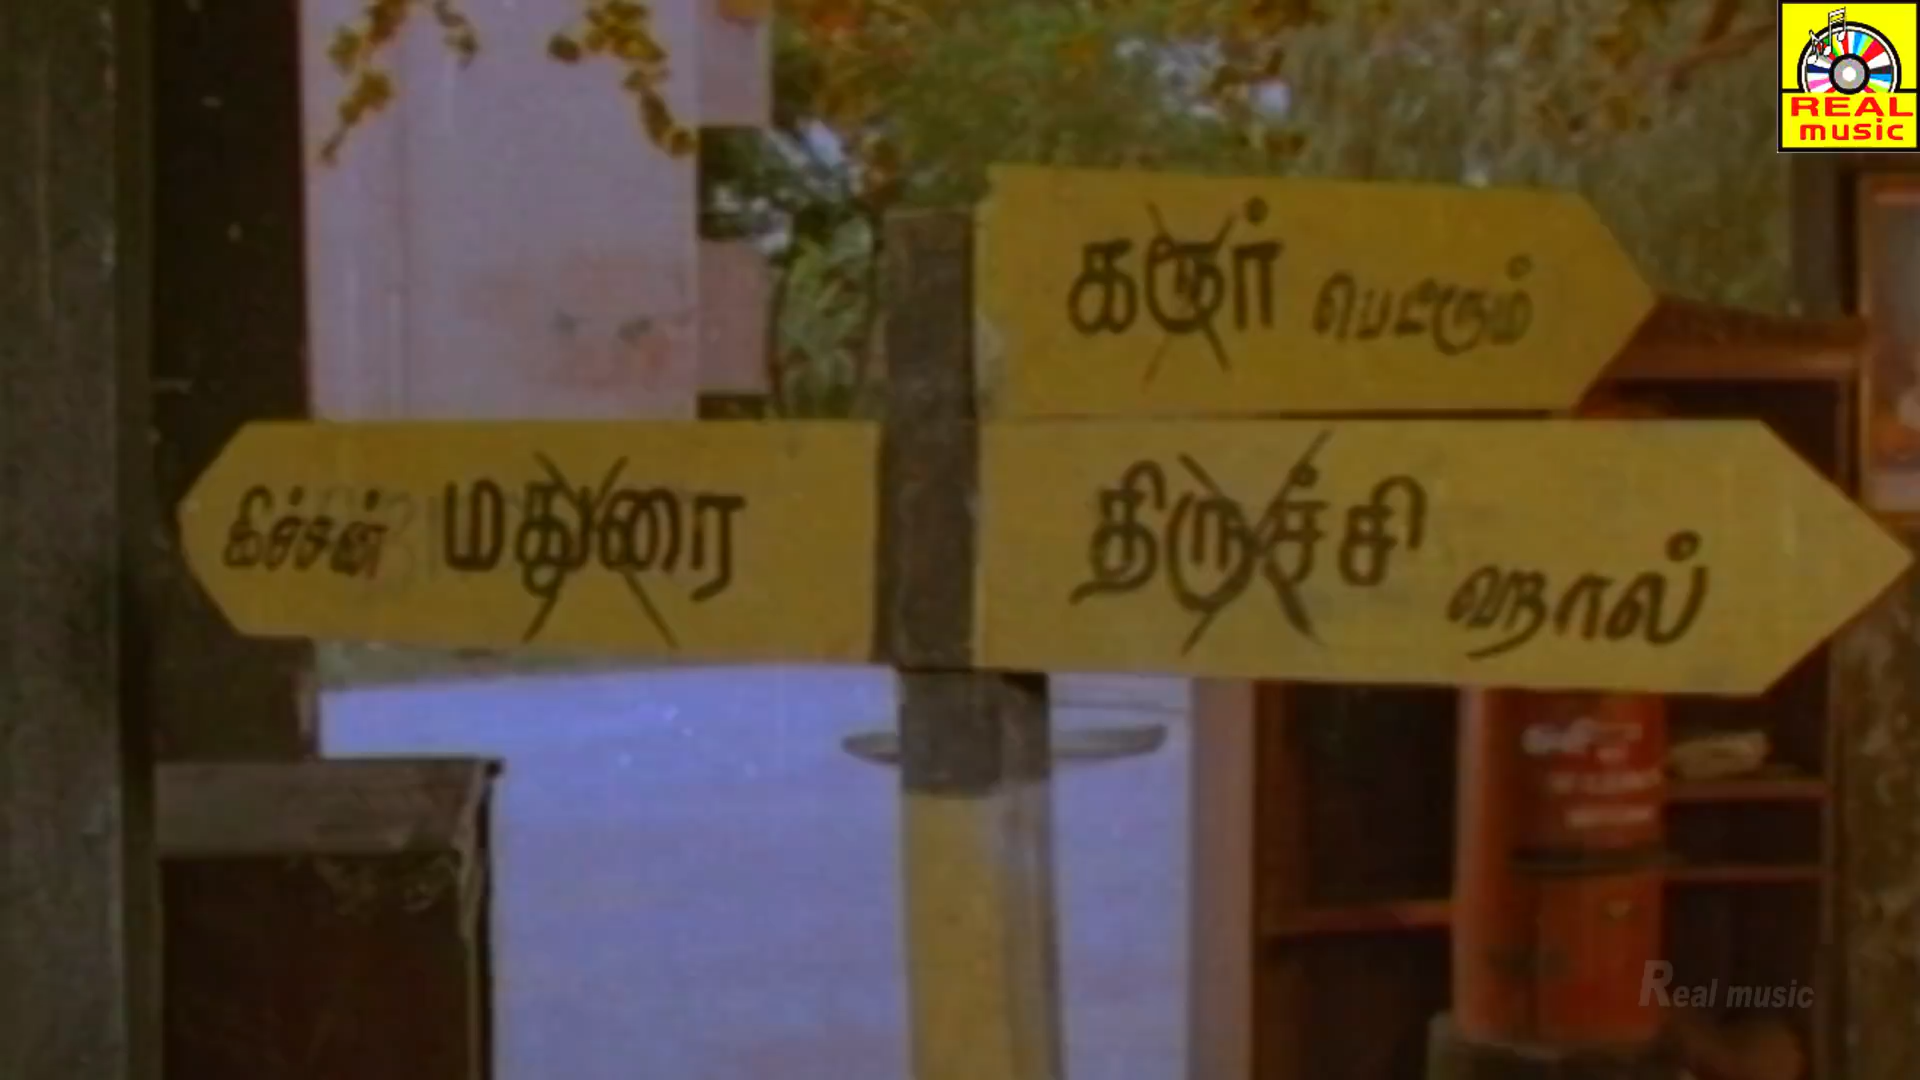 REAL
music
கரூர் பெட்ரூம்
கிச்சன் மதுரை
திருச்சி ஹால்
Real music